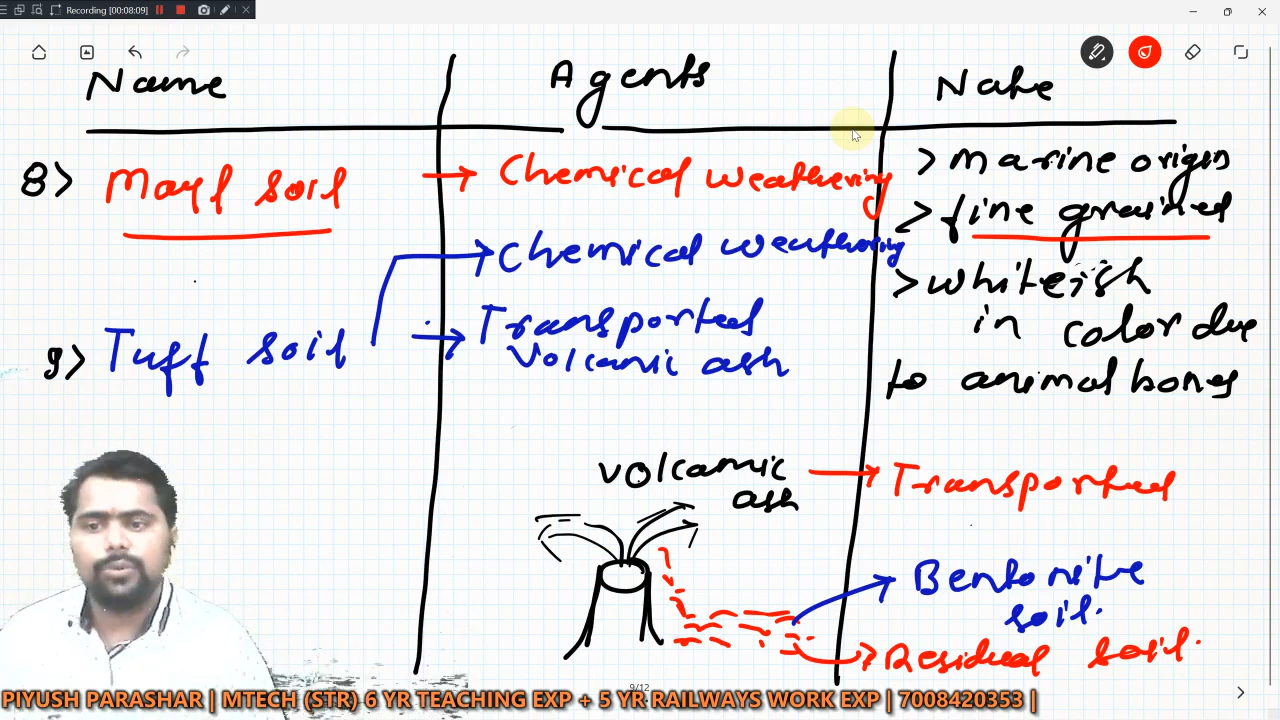 Recording [00:08:09]
Name
Agents
Note
8> Marl soil → Chemical weathering
> marine origin
> fine grained
> whiteish
in color due
to animal bones
9> Tuff soil → Chemical weathering
→ Transported
volcanic ash
volcanic
ash → Transported
→ Bentonite
soil.
→ Residual soil.
9/12
PIYUSH PARASHAR | MTECH (STR) 6 YR TEACHING EXP + 5 YR RAILWAYS WORK EXP | 7008420353 |